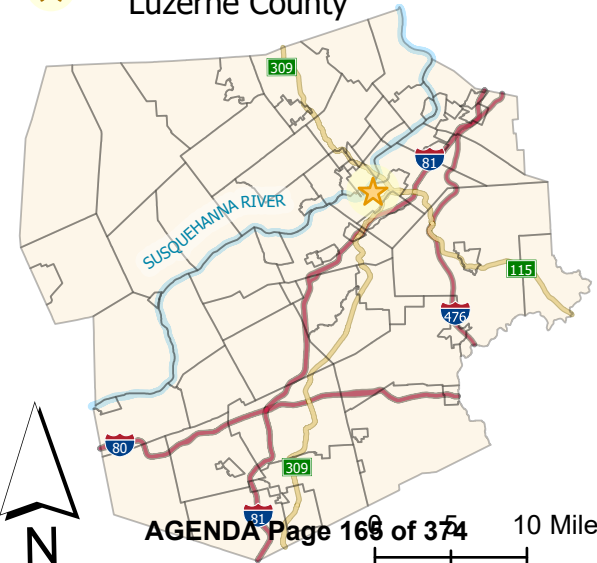 Luzerne County
309
81
SUSQUEHANNA RIVER
115
476
80
309
81
AGENDA Page 165 of 374
0 5 10 Mile
N